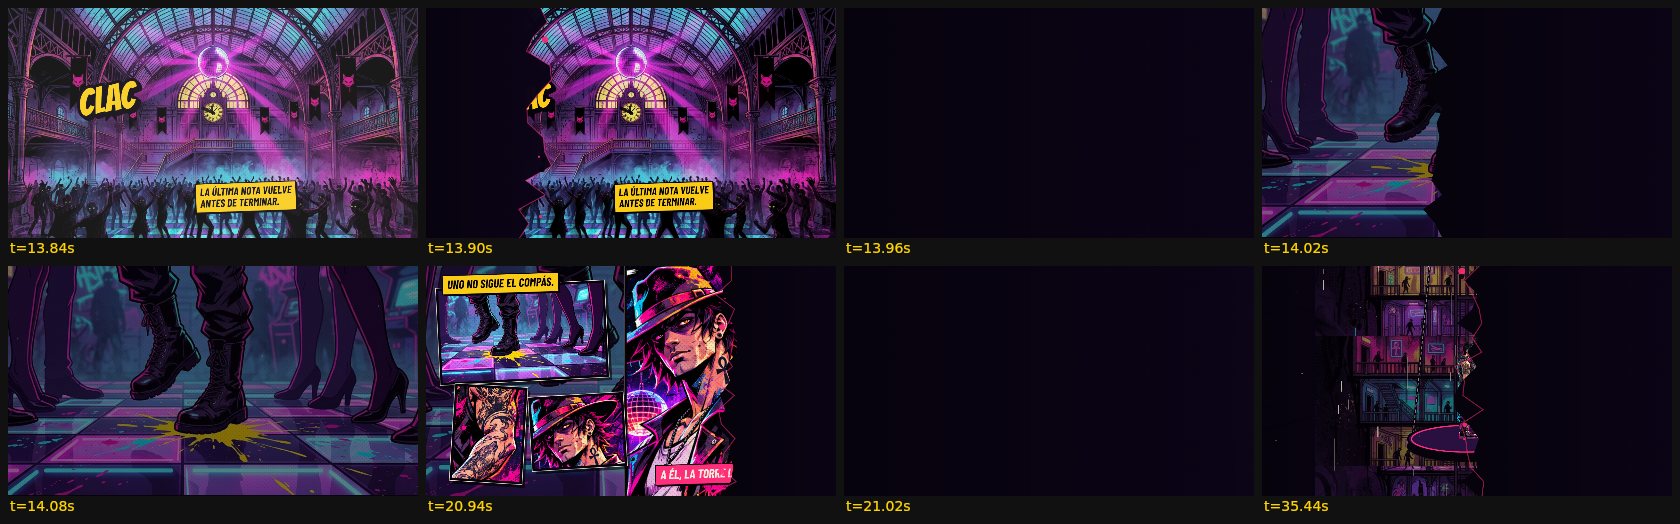 CLAC
LA ÚLTIMA NOTA VUELVE
ANTES DE TERMINAR.
t=13.84s
AC
LA ÚLTIMA NOTA VUELVE
ANTES DE TERMINAR.
t=13.90s
t=13.96s
t=14.02s
t=14.08s
UNO NO SIGUE EL COMPÁS.
A ÉL, LA TORRE
t=20.94s
t=21.02s
t=35.44s